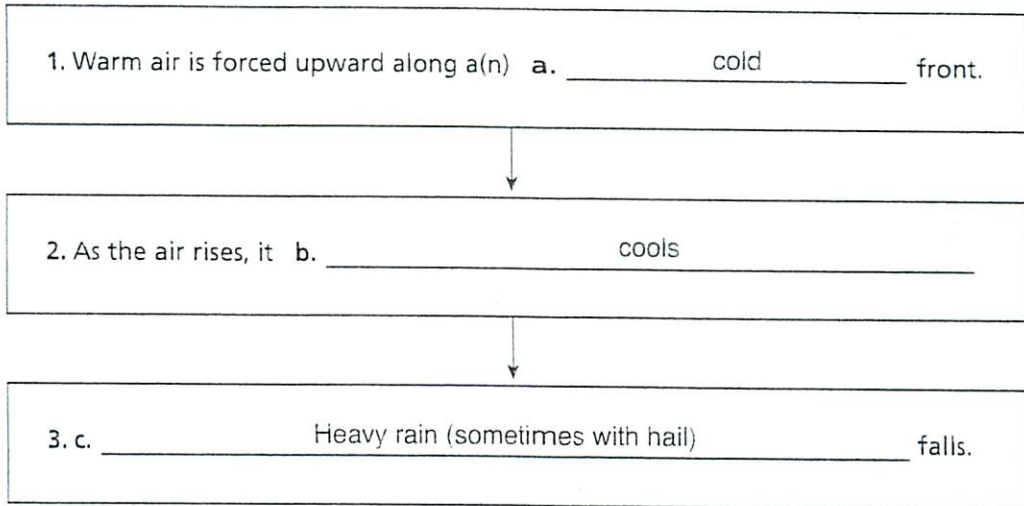 1. Warm air is forced upward along a(n) a. cold front.
2. As the air rises, it b. cools
3. c. Heavy rain (sometimes with hail) falls.